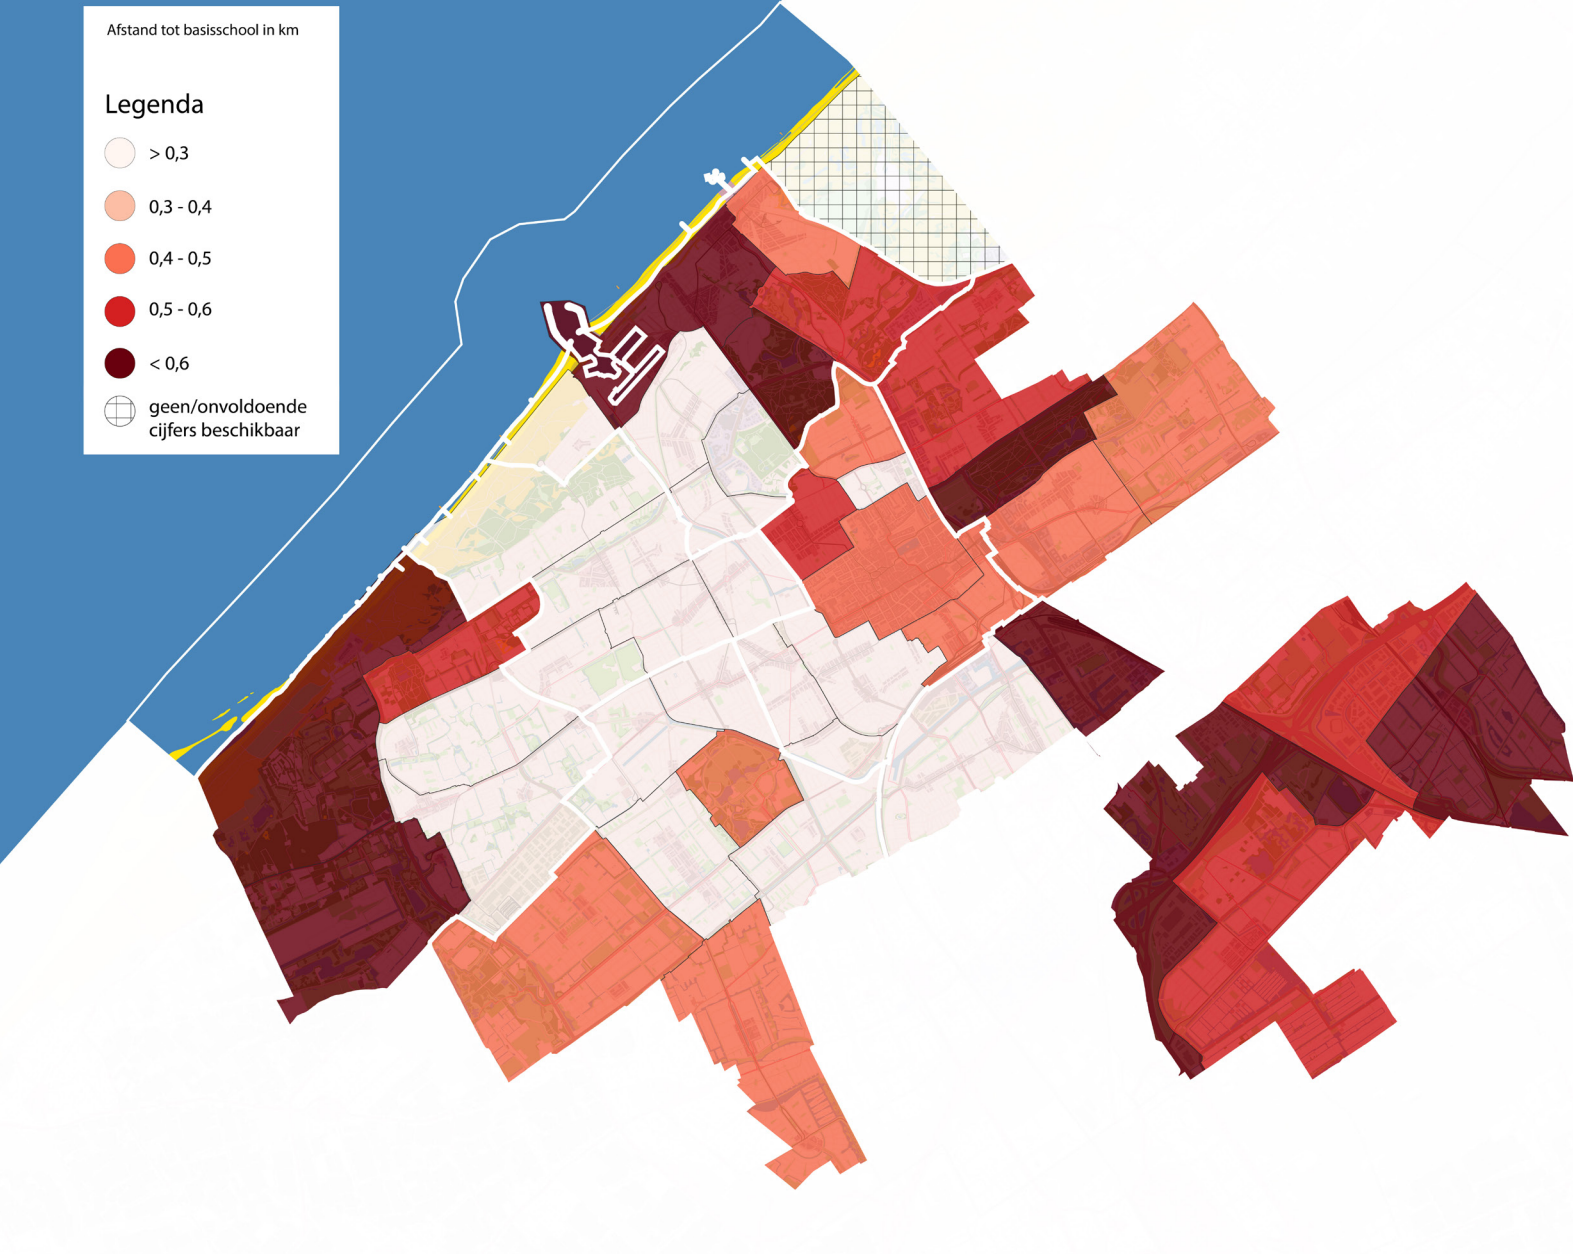 Afstand tot basisschool in km
Legenda
> 0,3
0,3 - 0,4
0,4 - 0,5
0,5 - 0,6
< 0,6
geen/onvoldoende
cijfers beschikbaar